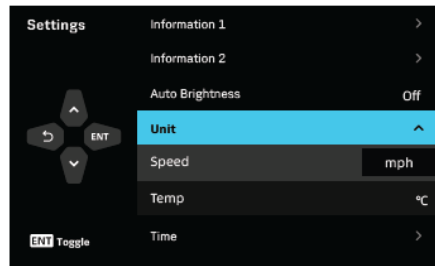 Settings
Information 1
Information 2
Auto Brightness Off
ENT
Unit
Speed mph
Temp °C
ENT Toggle
Time